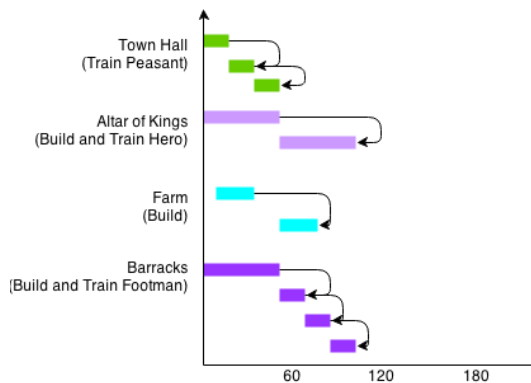 Town Hall
(Train Peasant)
Altar of Kings
(Build and Train Hero)
Farm
(Build)
Barracks
(Build and Train Footman)
60 120 180